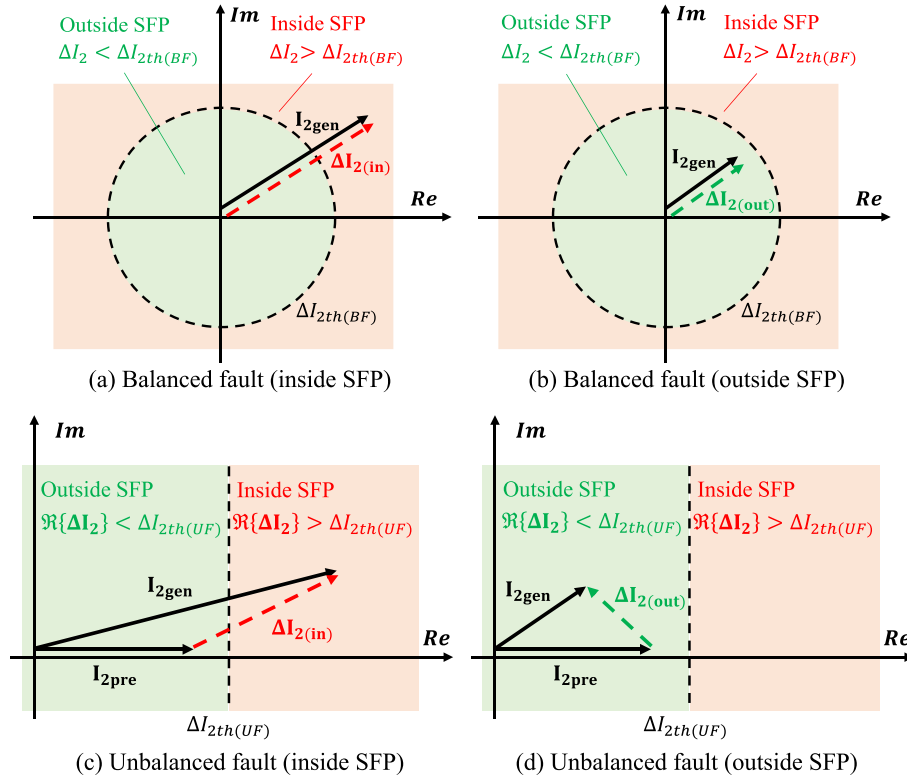 Im
Outside SFP
ΔI₂ < ΔI₂ₜₕ(BF)
Inside SFP
ΔI₂ > ΔI₂ₜₕ(BF)
I₂gen
ΔI₂(in)
Re
ΔI₂ₜₕ(BF)
(a) Balanced fault (inside SFP)
Im
Outside SFP
ΔI₂ < ΔI₂ₜₕ(BF)
Inside SFP
ΔI₂ > ΔI₂ₜₕ(BF)
I₂gen
ΔI₂(out)
Re
ΔI₂ₜₕ(BF)
(b) Balanced fault (outside SFP)
Im
Outside SFP
ℜ{ΔI₂} < ΔI₂ₜₕ(UF)
Inside SFP
ℜ{ΔI₂} > ΔI₂ₜₕ(UF)
I₂gen
ΔI₂(in)
Re
I₂pre
ΔI₂ₜₕ(UF)
(c) Unbalanced fault (inside SFP)
Im
Outside SFP
ℜ{ΔI₂} < ΔI₂ₜₕ(UF)
Inside SFP
ℜ{ΔI₂} > ΔI₂ₜₕ(UF)
I₂gen
ΔI₂(out)
Re
I₂pre
ΔI₂ₜₕ(UF)
(d) Unbalanced fault (outside SFP)